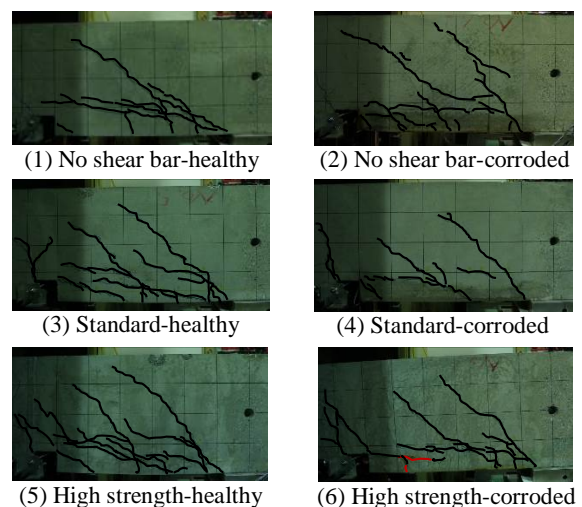 (1) No shear bar-healthy
(2) No shear bar-corroded
(3) Standard-healthy
(4) Standard-corroded
(5) High strength-healthy
(6) High strength-corroded